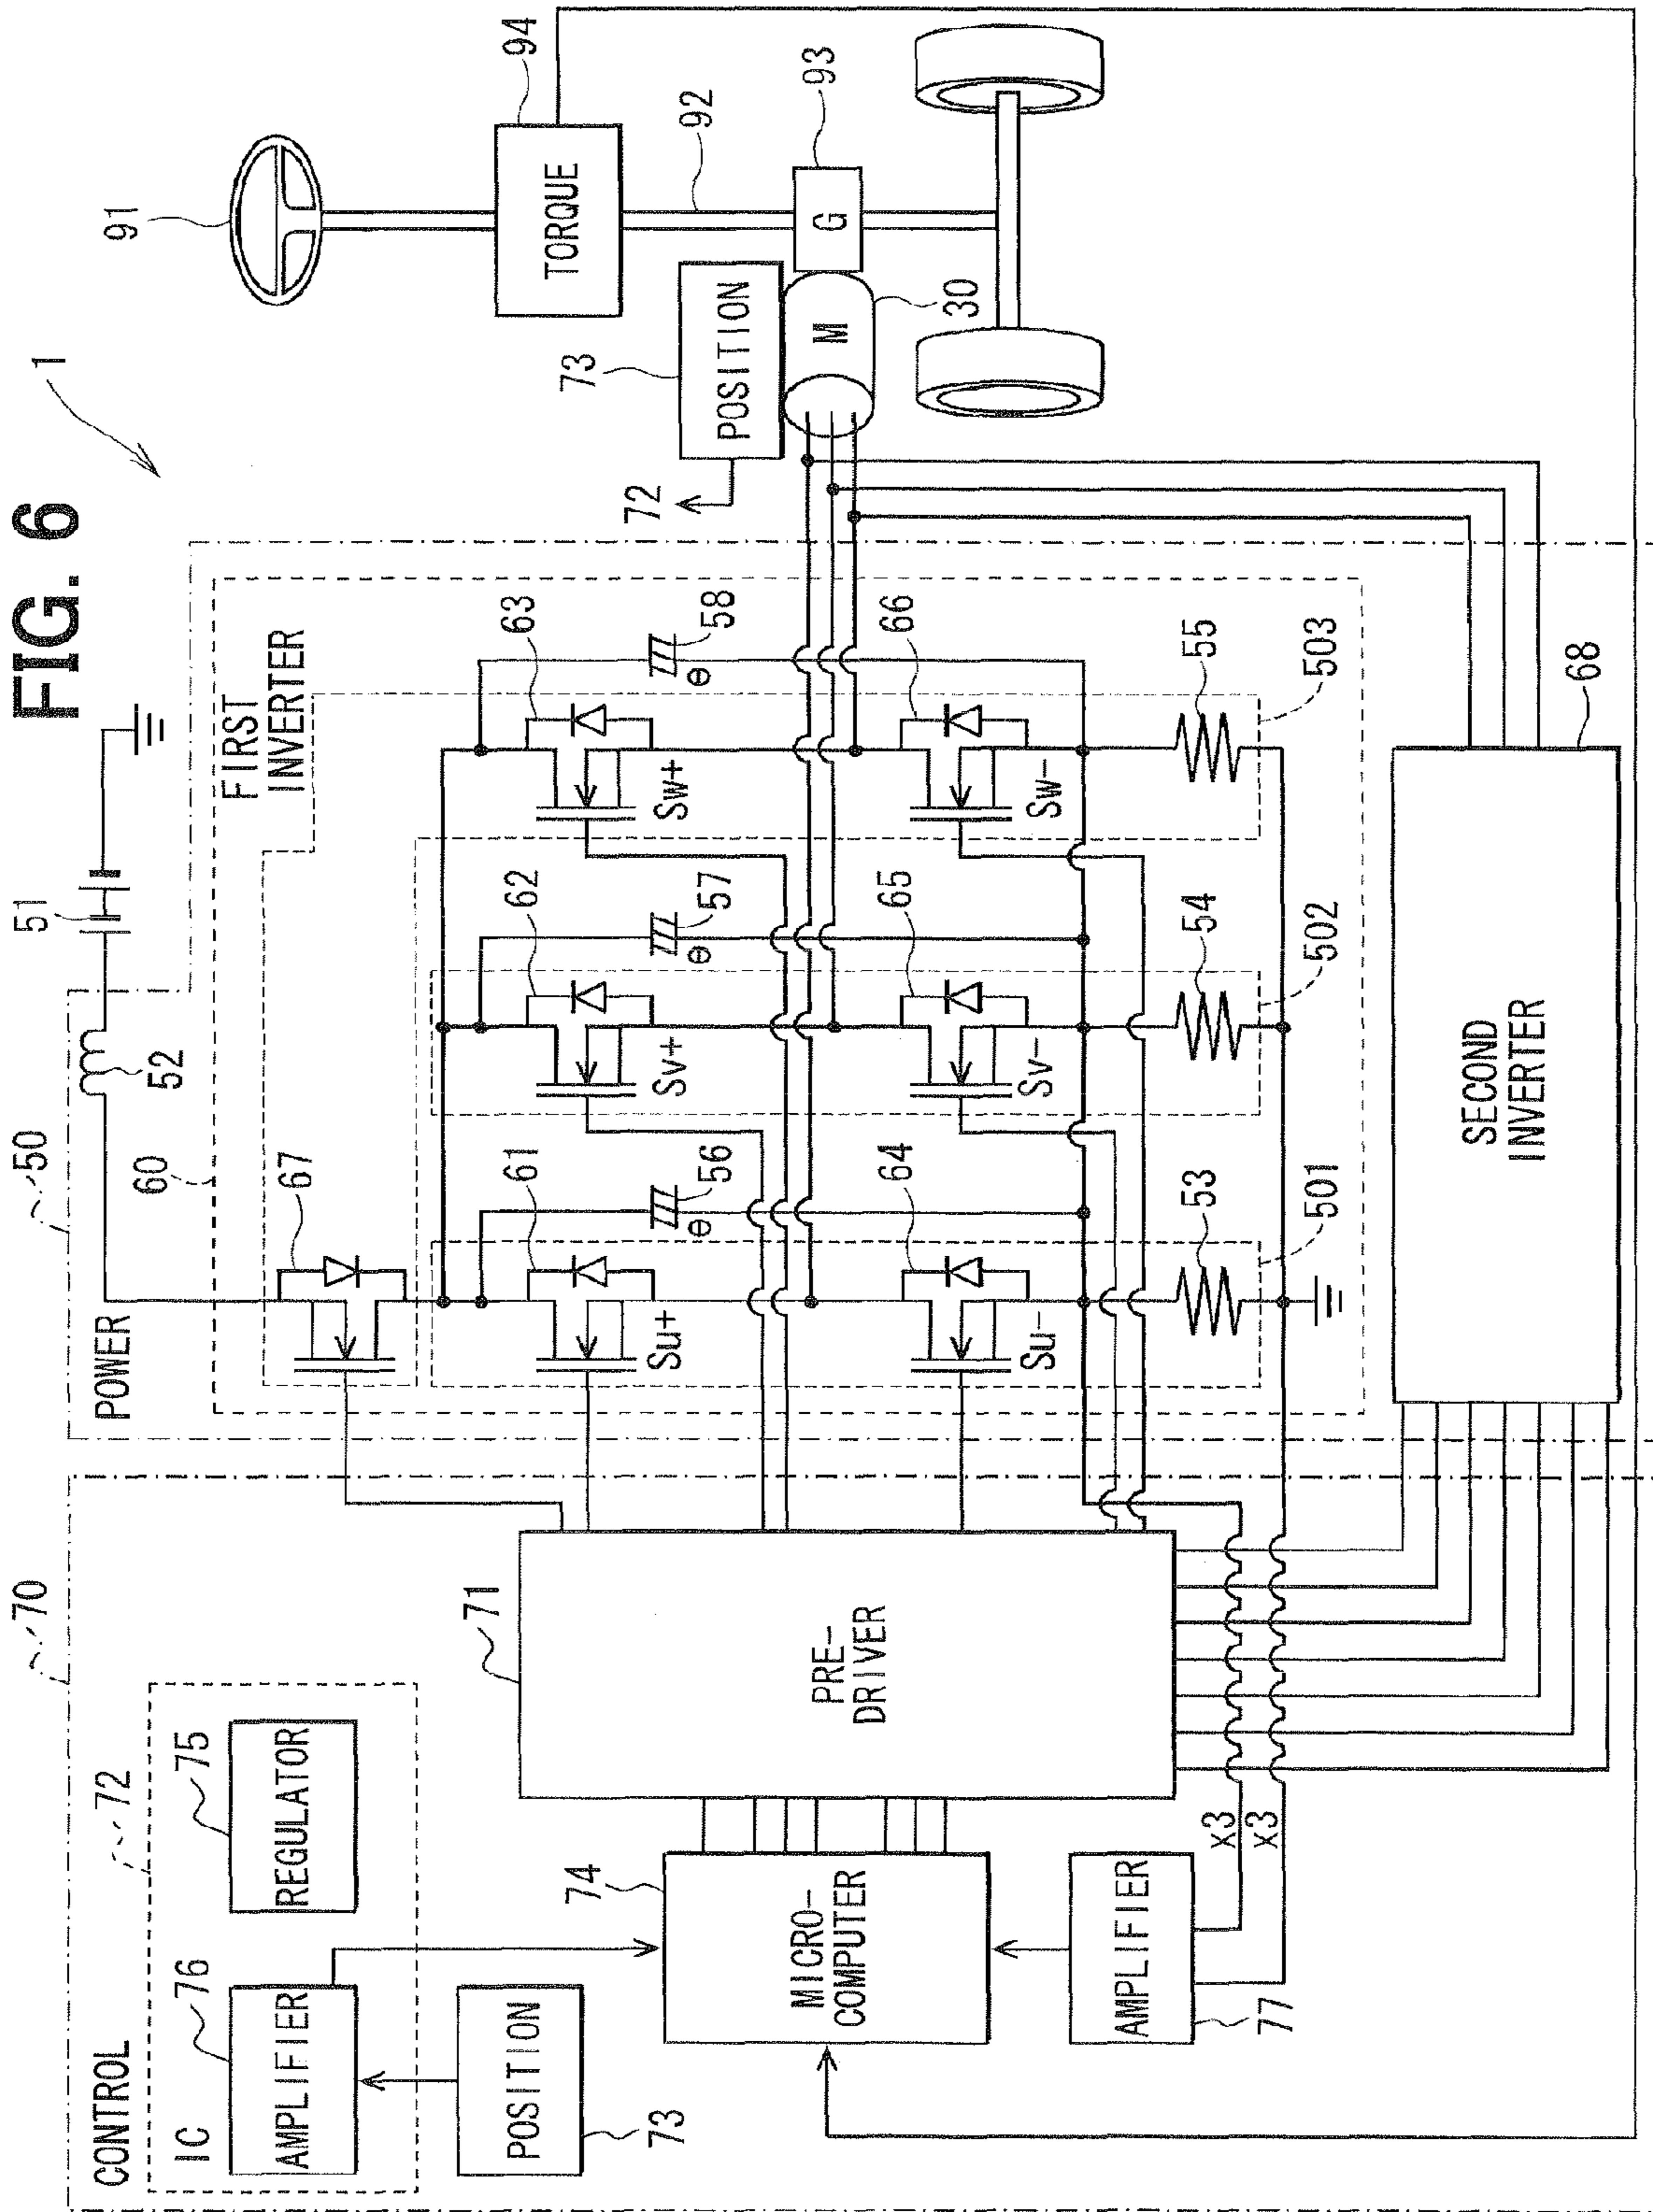 FIG. 6
1
91
94
TORQUE
92
93
G
M
30
POSITION
73
72
50
POWER
51
52
60
FIRST
INVERTER
67
61
Su+
56
62
Sv+
57
63
Sw+
58
64
Su-
65
Sv-
66
Sw-
53
501
54
502
55
503
SECOND
INVERTER
68
70
CONTROL
72
IC
75
REGULATOR
76
AMPLIFIER
POSITION
73
71
PRE-
DRIVER
74
MICRO-
COMPUTER
AMPLIFIER
77
x3
x3
⊖
⊖
⊖